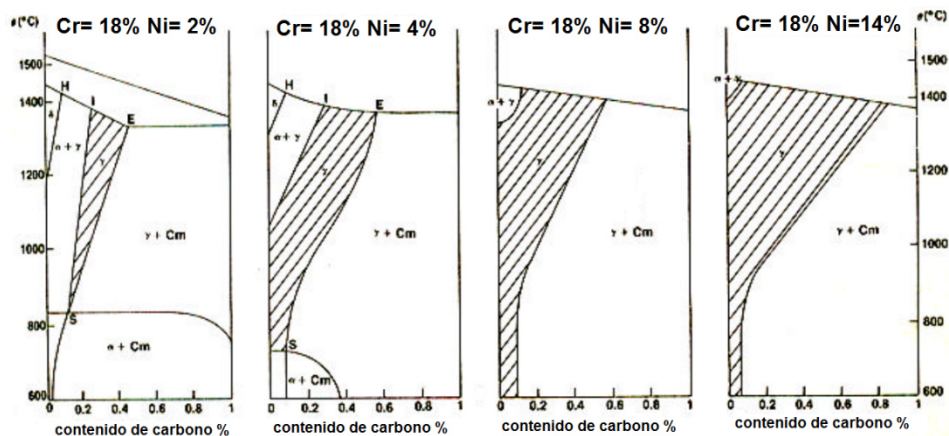 Cr= 18% Ni= 2%
Cr= 18% Ni= 4%
Cr= 18% Ni= 8%
Cr= 18% Ni=14%
θ(°C)
1500
1400
1200
1000
800
600
H
I
E
δ
α + γ
γ
γ + Cm
S
α + Cm
0 0.2 0.4 0.6 0.8 1
contenido de carbono %
H
I
E
δ
α + γ
γ
γ + Cm
S
α + Cm
0 0.2 0.4 0.6 0.8 1
contenido de carbono %
α + γ
γ
γ + Cm
0 0.2 0.4 0.6 0.8 1
contenido de carbono %
θ(°C)
1500
1400
1200
1000
800
600
α + γ
γ
γ + Cm
0 0.2 0.4 0.6 0.8 1
contenido de carbono %